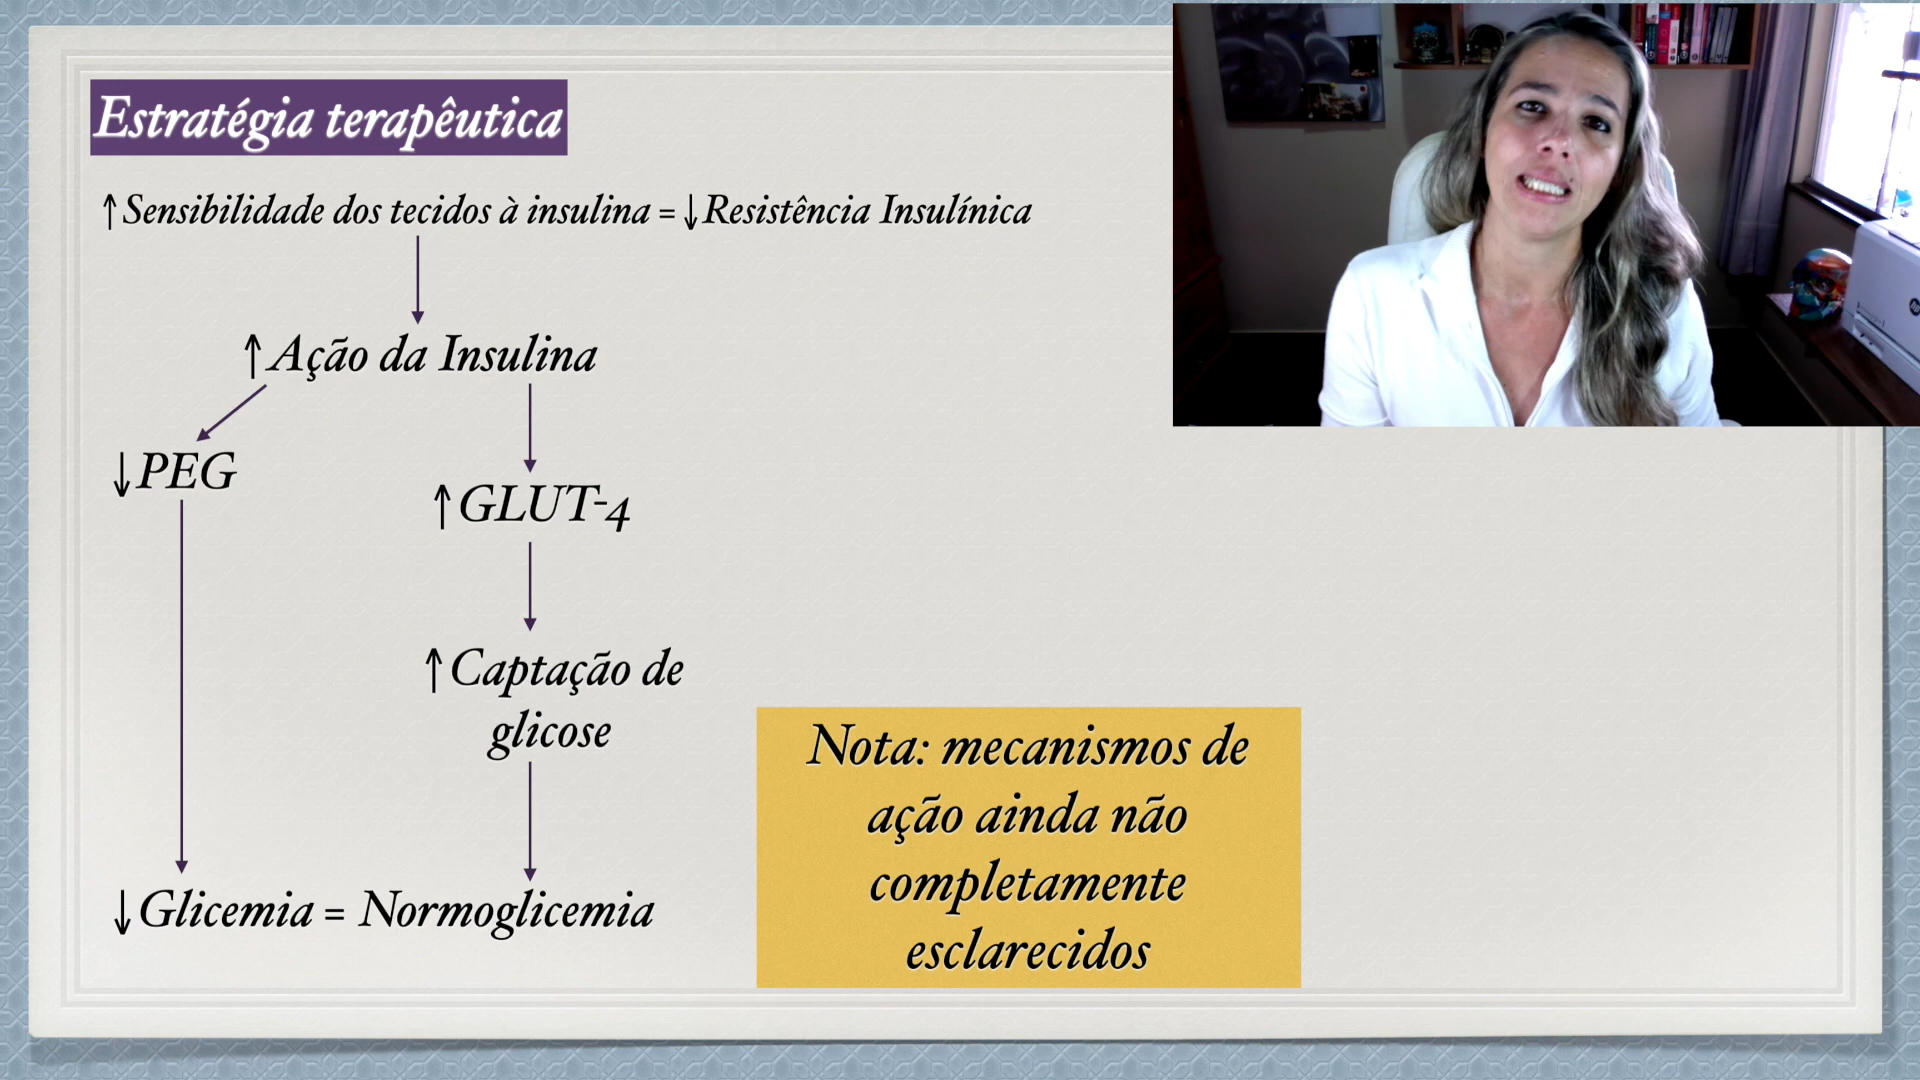 Estratégia terapêutica
↑Sensibilidade dos tecidos à insulina = ↓Resistência Insulínica
↑Ação da Insulina
↓PEG
↑GLUT-4
↑Captação de
glicose
↓Glicemia = Normoglicemia
Nota: mecanismos de
ação ainda não
completamente
esclarecidos
hp